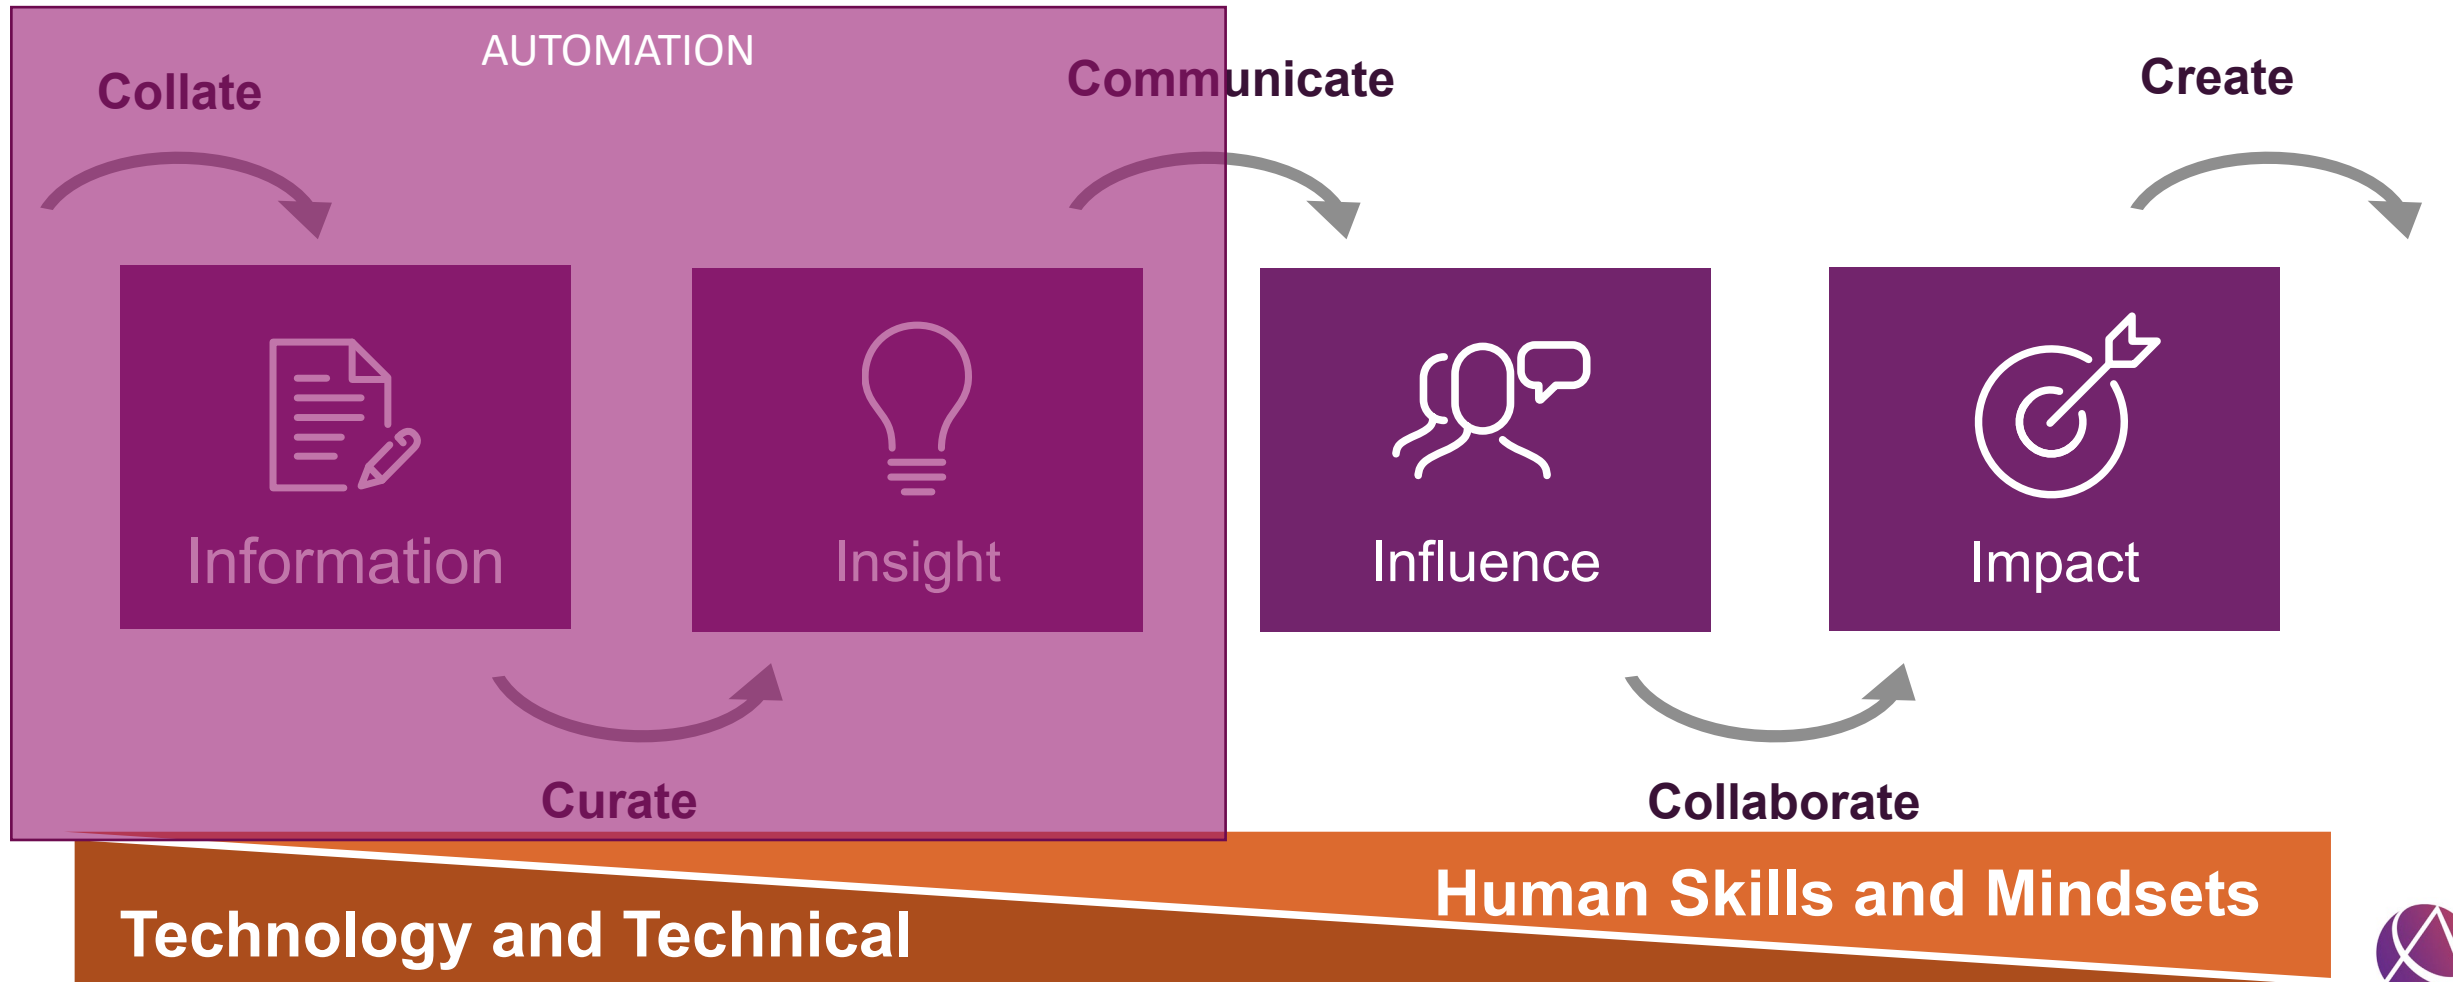 AUTOMATION
Collate
Communicate
Create
Information
Insight
Influence
Impact
Curate
Collaborate
Human Skills and Mindsets
Technology and Technical